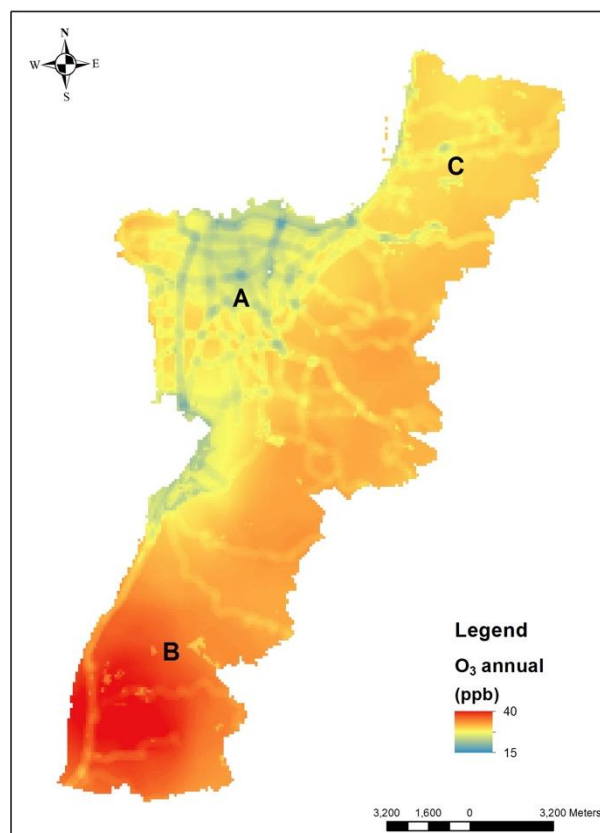 N
W E
S
C
A
B
Legend
O₃ annual
(ppb)
40
15
3,200 1,600 0 3,200 Meters